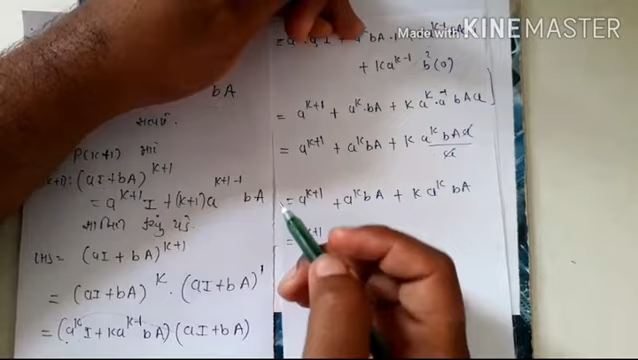 Made with KINEMASTER
bA
P(k+1) માં
(aI+bA)^{k+1}
= a^{k+1} I + (k+1) a^{k+1-1} bA
સાબિત કરવું પડે.
LHS = (aI+bA)^{k+1}
= (aI+bA)^k . (aI+bA)^1
= (a^k I + k a^{k-1} bA) (aI+bA)
+ k a^{k-1} b^2 (0)
= a^{k+1} + a^k . bA + k a^k . a^{-1} bAa
= a^{k+1} + a^k bA + k a^k bAa / a
= a^{k+1} + a^k bA + k a^k bA